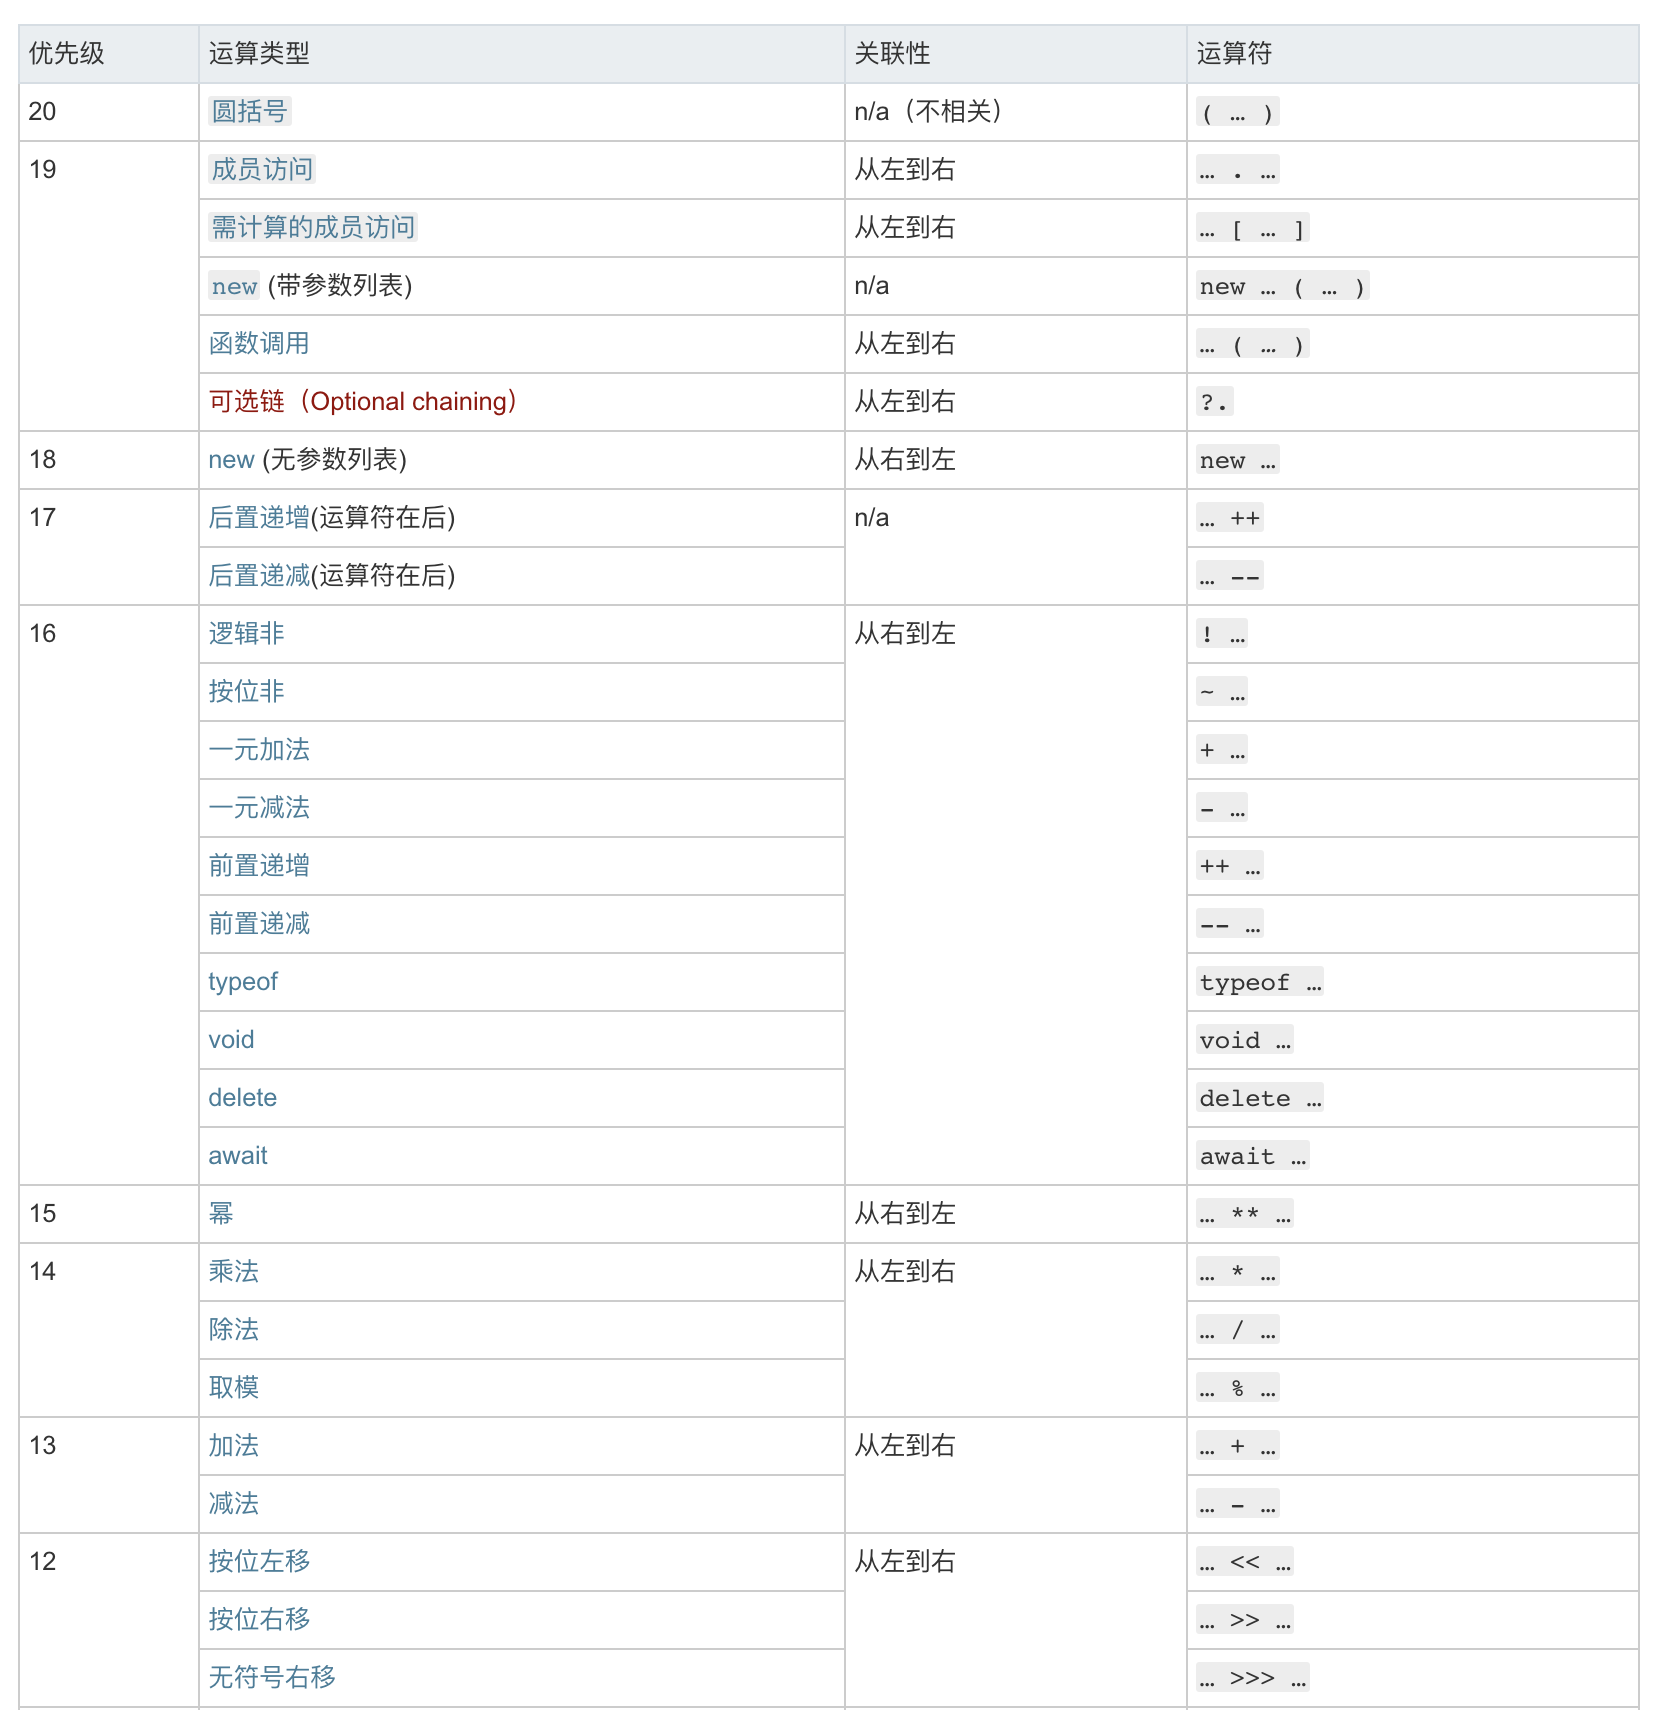 优先级 运算类型 关联性 运算符
20 圆括号 n/a（不相关） ( … )
19 成员访问 从左到右 … . …
需计算的成员访问 从左到右 … [ … ]
new (带参数列表) n/a new … ( … )
函数调用 从左到右 … ( … )
可选链（Optional chaining） 从左到右 ?.
18 new (无参数列表) 从右到左 new …
17 后置递增(运算符在后) n/a … ++
后置递减(运算符在后) … --
16 逻辑非 从右到左 ! …
按位非 ~ …
一元加法 + …
一元减法 - …
前置递增 ++ …
前置递减 -- …
typeof typeof …
void void …
delete delete …
await await …
15 幂 从右到左 … ** …
14 乘法 从左到右 … * …
除法 … / …
取模 … % …
13 加法 从左到右 … + …
减法 … - …
12 按位左移 从左到右 … << …
按位右移 … >> …
无符号右移 … >>> …